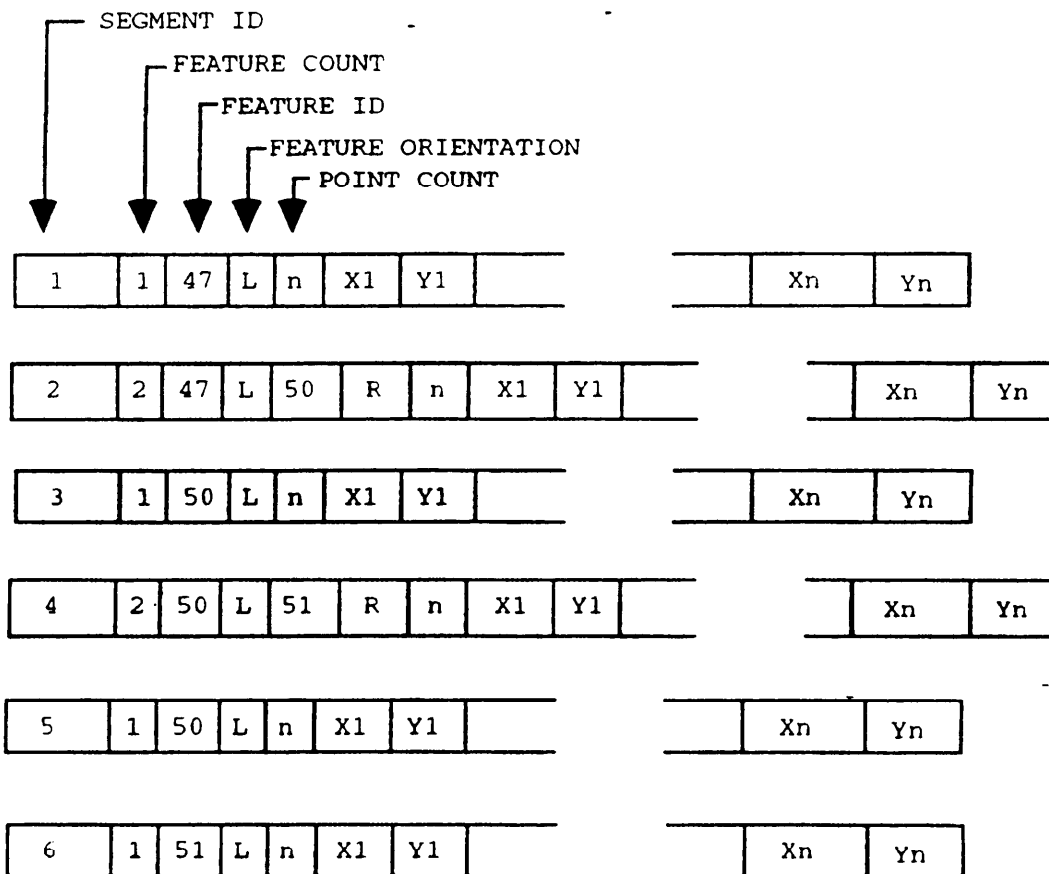 SEGMENT ID
FEATURE COUNT
FEATURE ID
FEATURE ORIENTATION
POINT COUNT
1 1 47 L n X1 Y1 Xn Yn
2 2 47 L 50 R n X1 Y1 Xn Yn
3 1 50 L n X1 Y1 Xn Yn
4 2 50 L 51 R n X1 Y1 Xn Yn
5 1 50 L n X1 Y1 Xn Yn
6 1 51 L n X1 Y1 Xn Yn